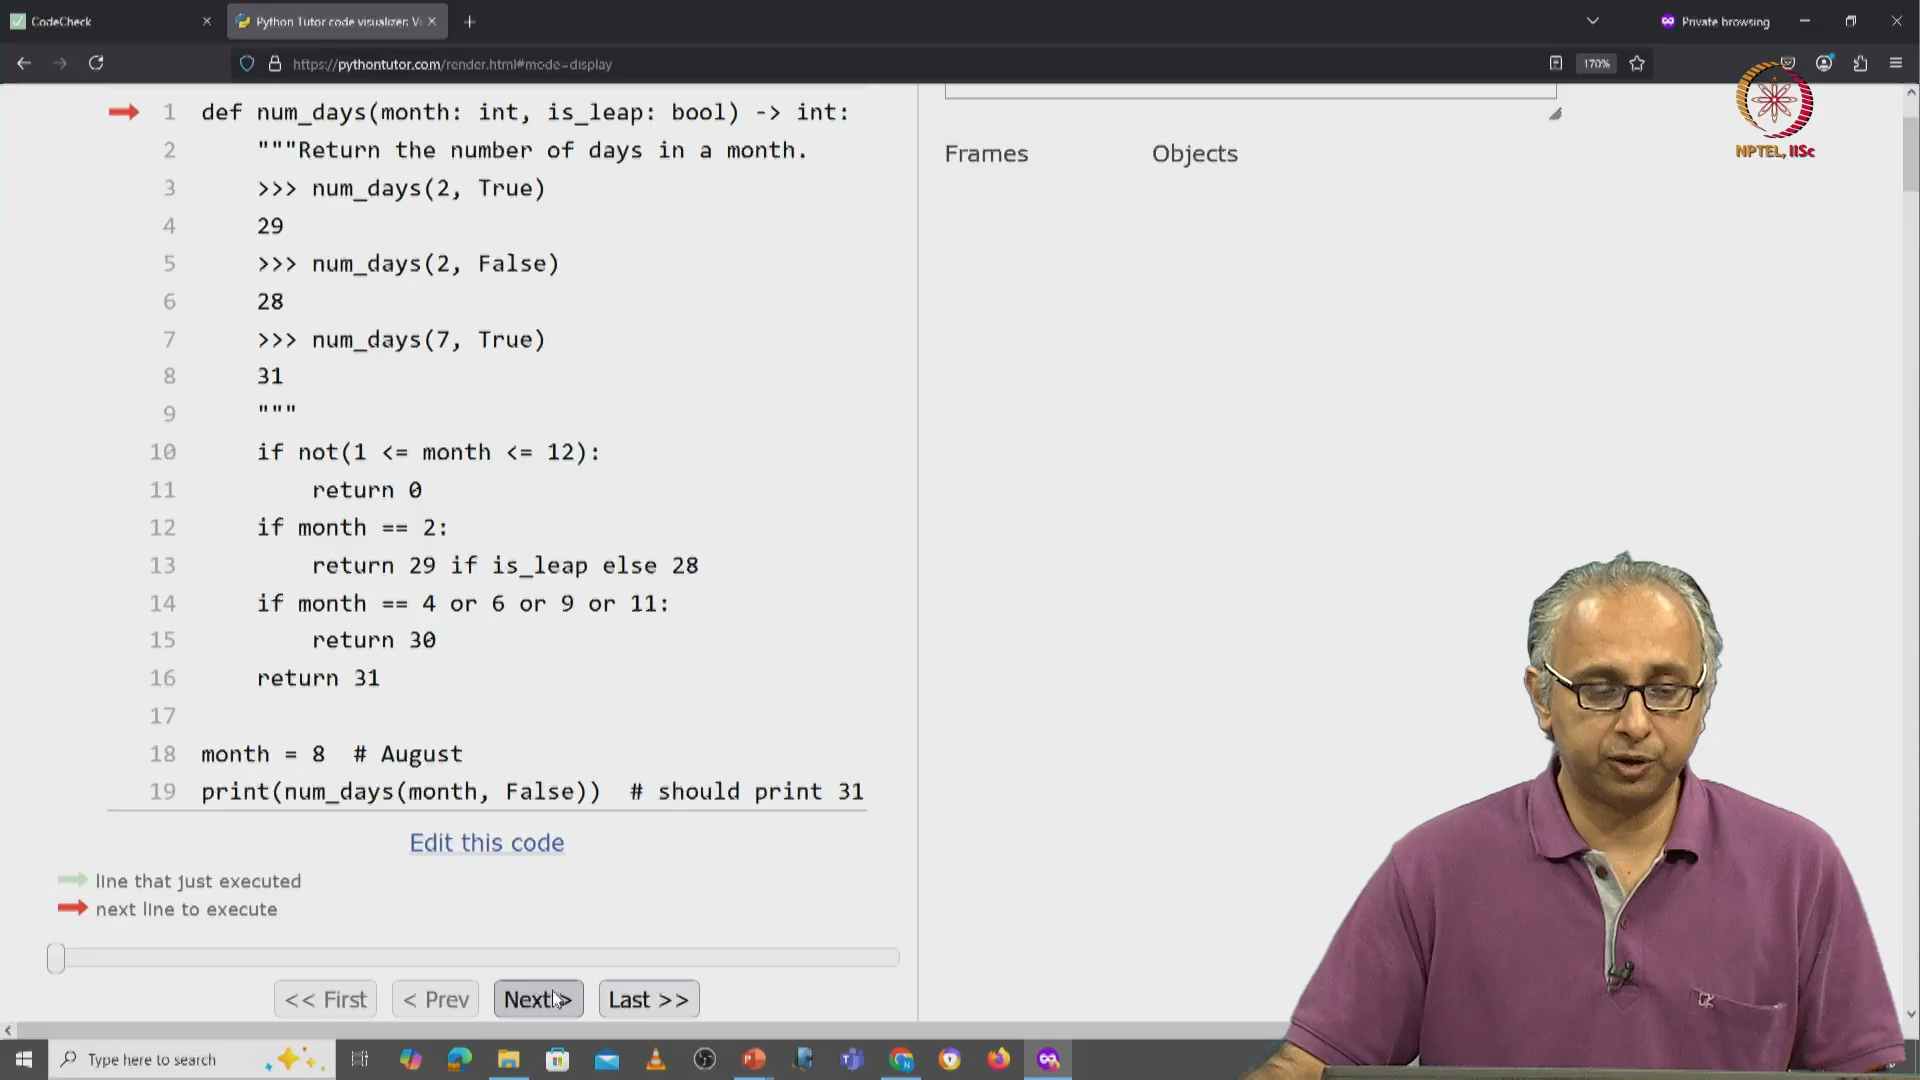 CodeCheck
Python Tutor code visualizer: V
Private browsing
https://pythontutor.com/render.html#mode=display
170%
NPTEL, IISc
1 def num_days(month: int, is_leap: bool) -> int:
2 """Return the number of days in a month.
3 >>> num_days(2, True)
4 29
5 >>> num_days(2, False)
6 28
7 >>> num_days(7, True)
8 31
9 """
10 if not(1 <= month <= 12):
11 return 0
12 if month == 2:
13 return 29 if is_leap else 28
14 if month == 4 or 6 or 9 or 11:
15 return 30
16 return 31
17
18 month = 8 # August
19 print(num_days(month, False)) # should print 31
Edit this code
line that just executed
next line to execute
<< First
< Prev
Next >
Last >>
Frames
Objects
Type here to search